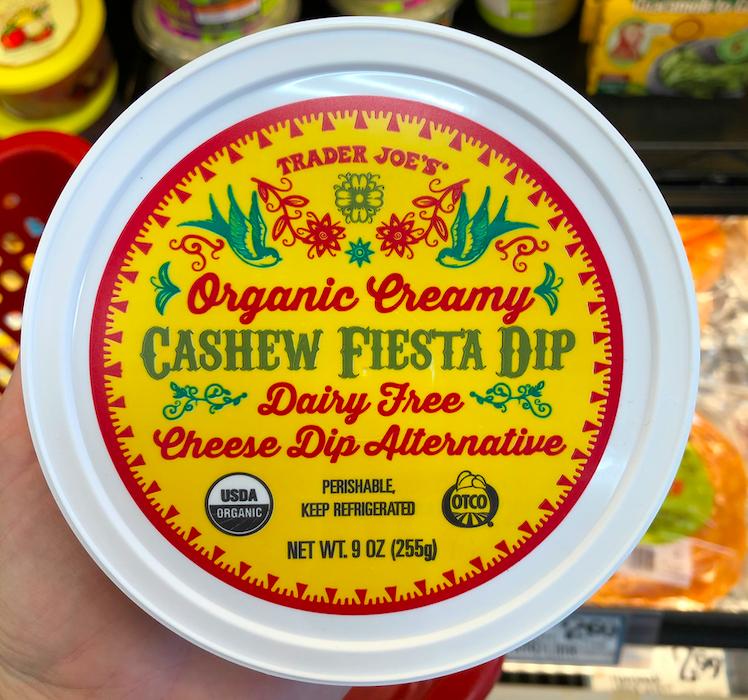 TRADER JOE'S
Organic Creamy
CASHEW FIESTA DIP
Dairy Free
Cheese Dip Alternative
USDA
ORGANIC
PERISHABLE,
KEEP REFRIGERATED
OTCO
NET WT. 9 OZ (255g)